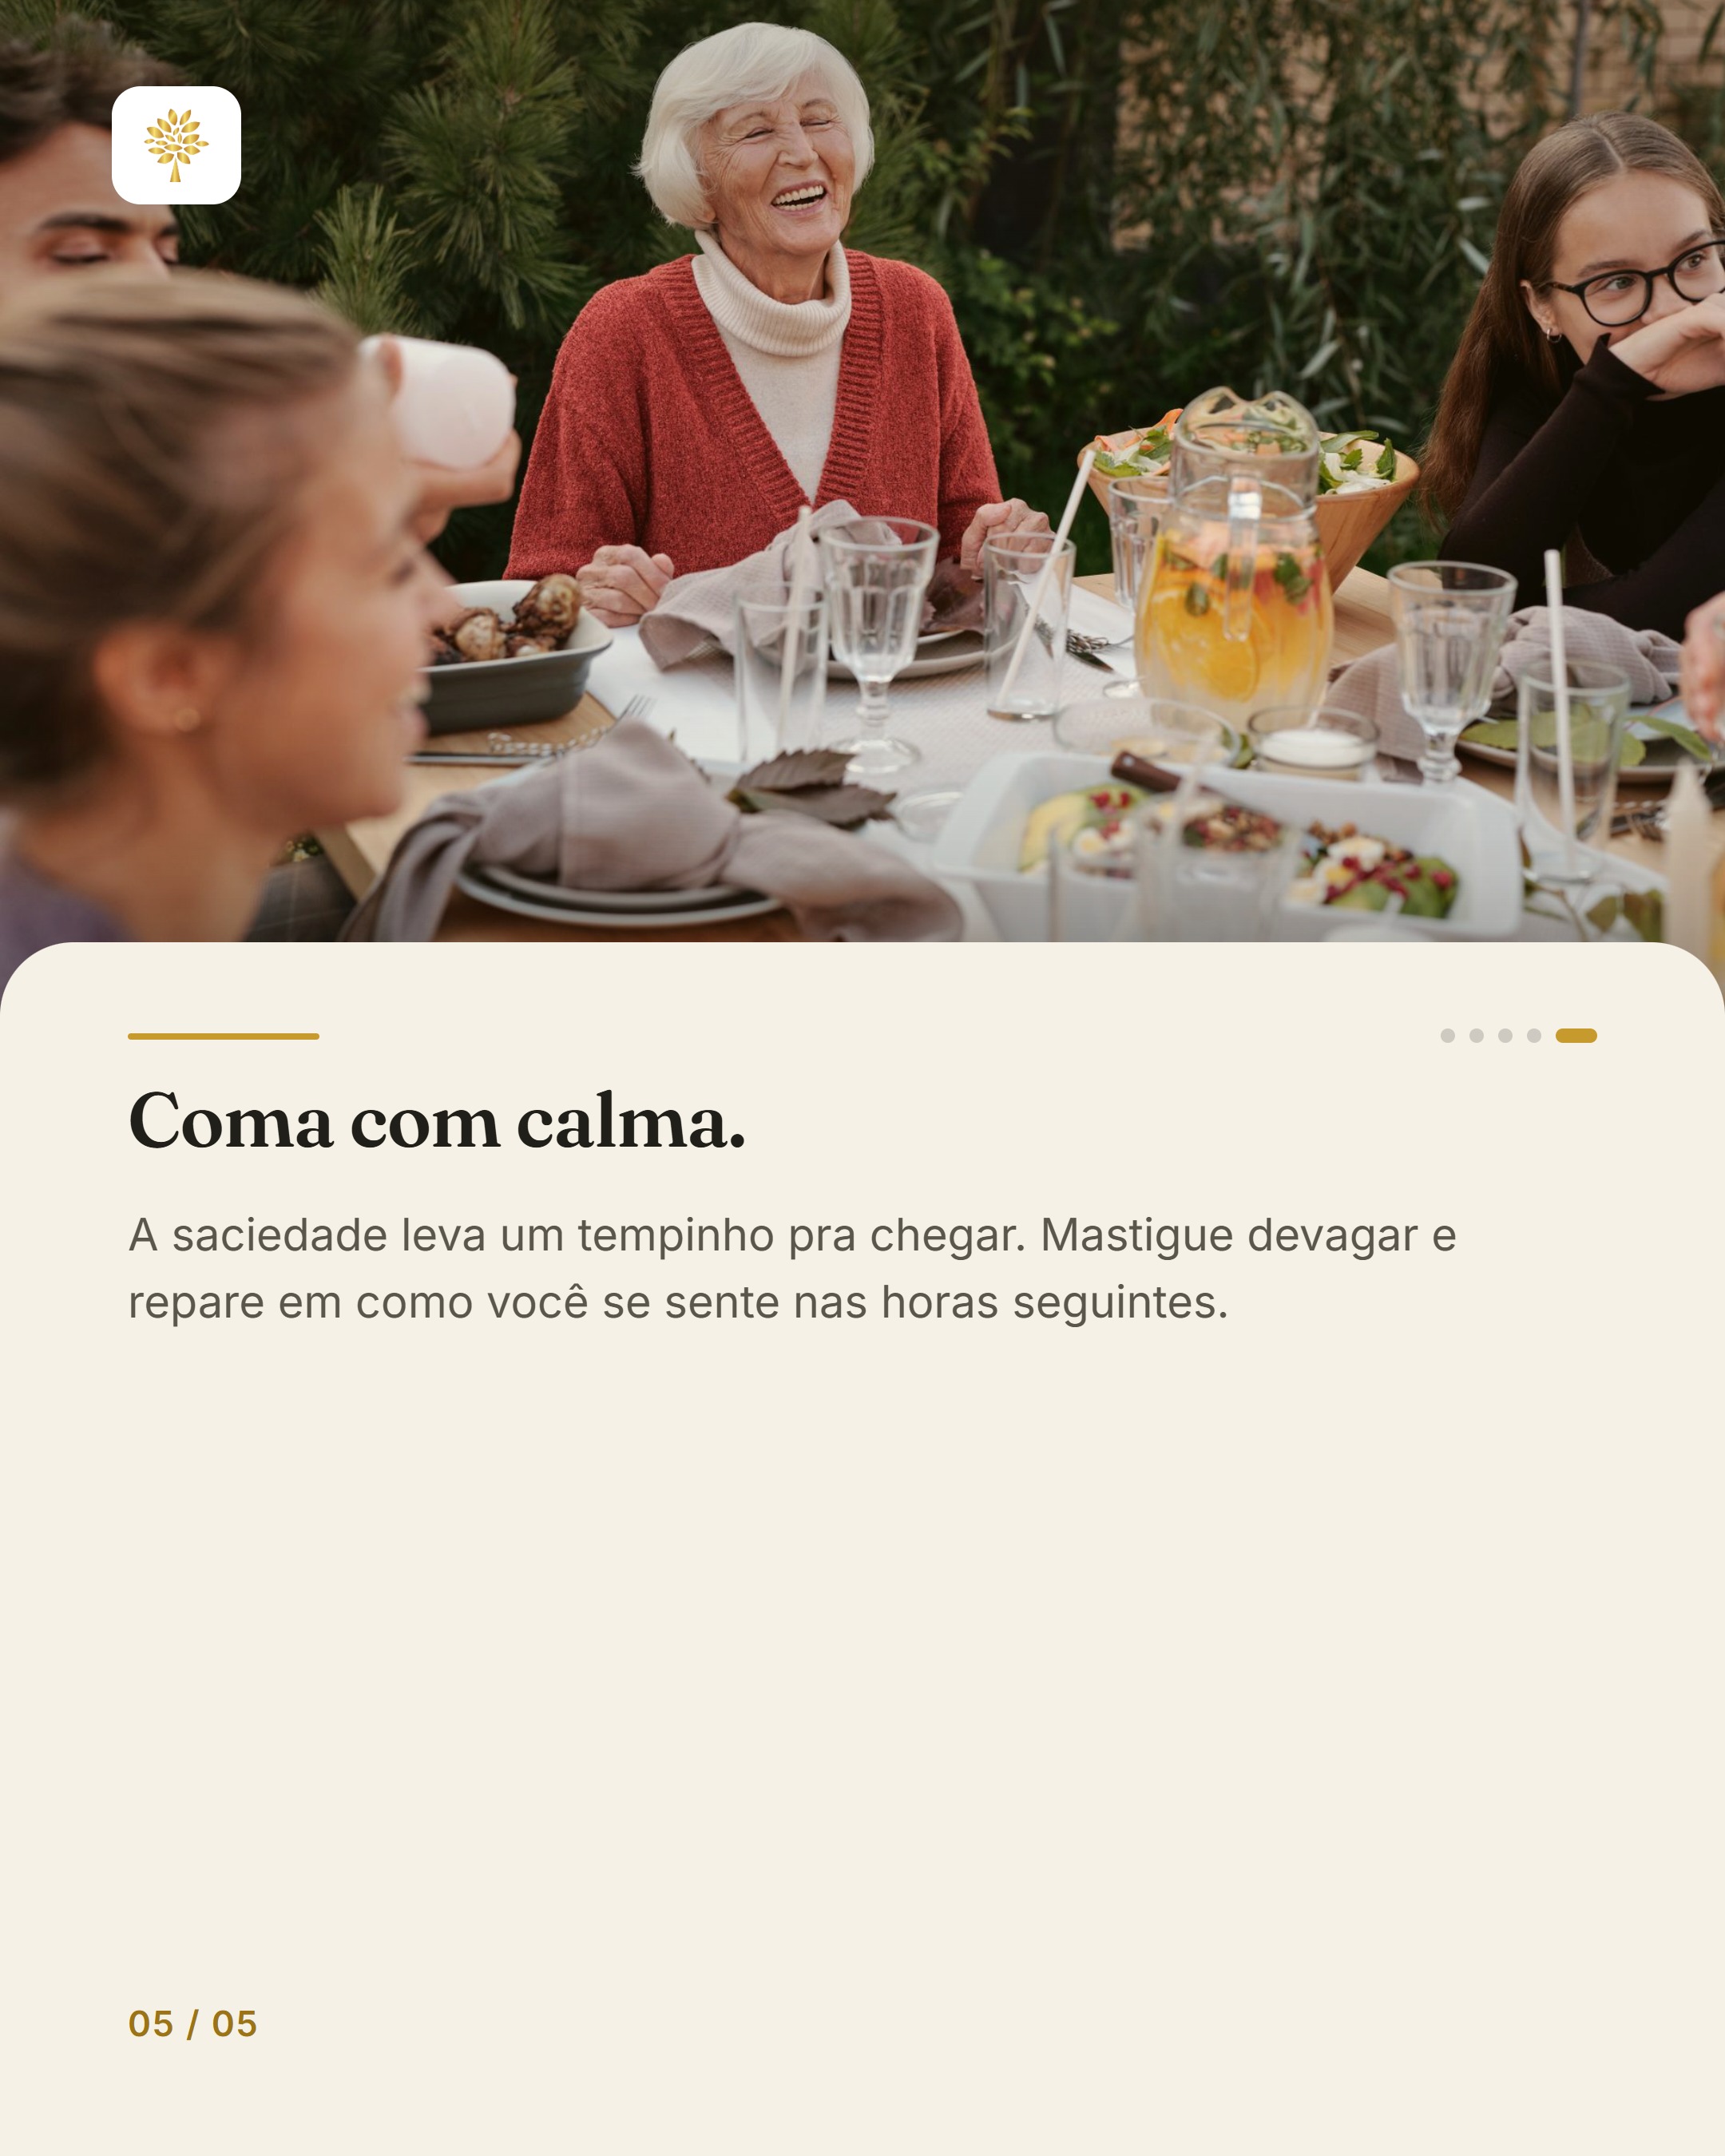 Coma com calma.
A saciedade leva um tempinho pra chegar. Mastigue devagar e
repare em como você se sente nas horas seguintes.
05 / 05